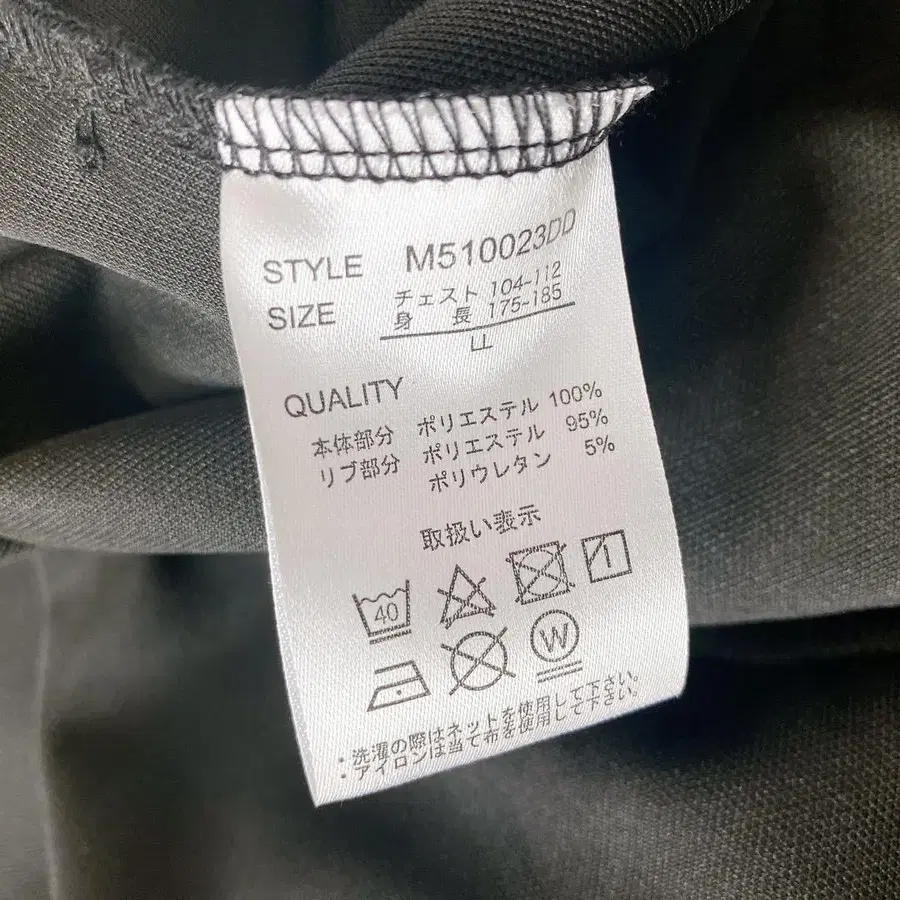 STYLE M510023DD
SIZE チェスト 104-112
身長 175-185
LL
QUALITY
本体部分 ポリエステル 100%
リブ部分 ポリエステル 95%
ポリウレタン 5%
取扱い表示
40
W
・洗濯の際はネットを使用して下さい。
・アイロンは当て布を使用して下さい。